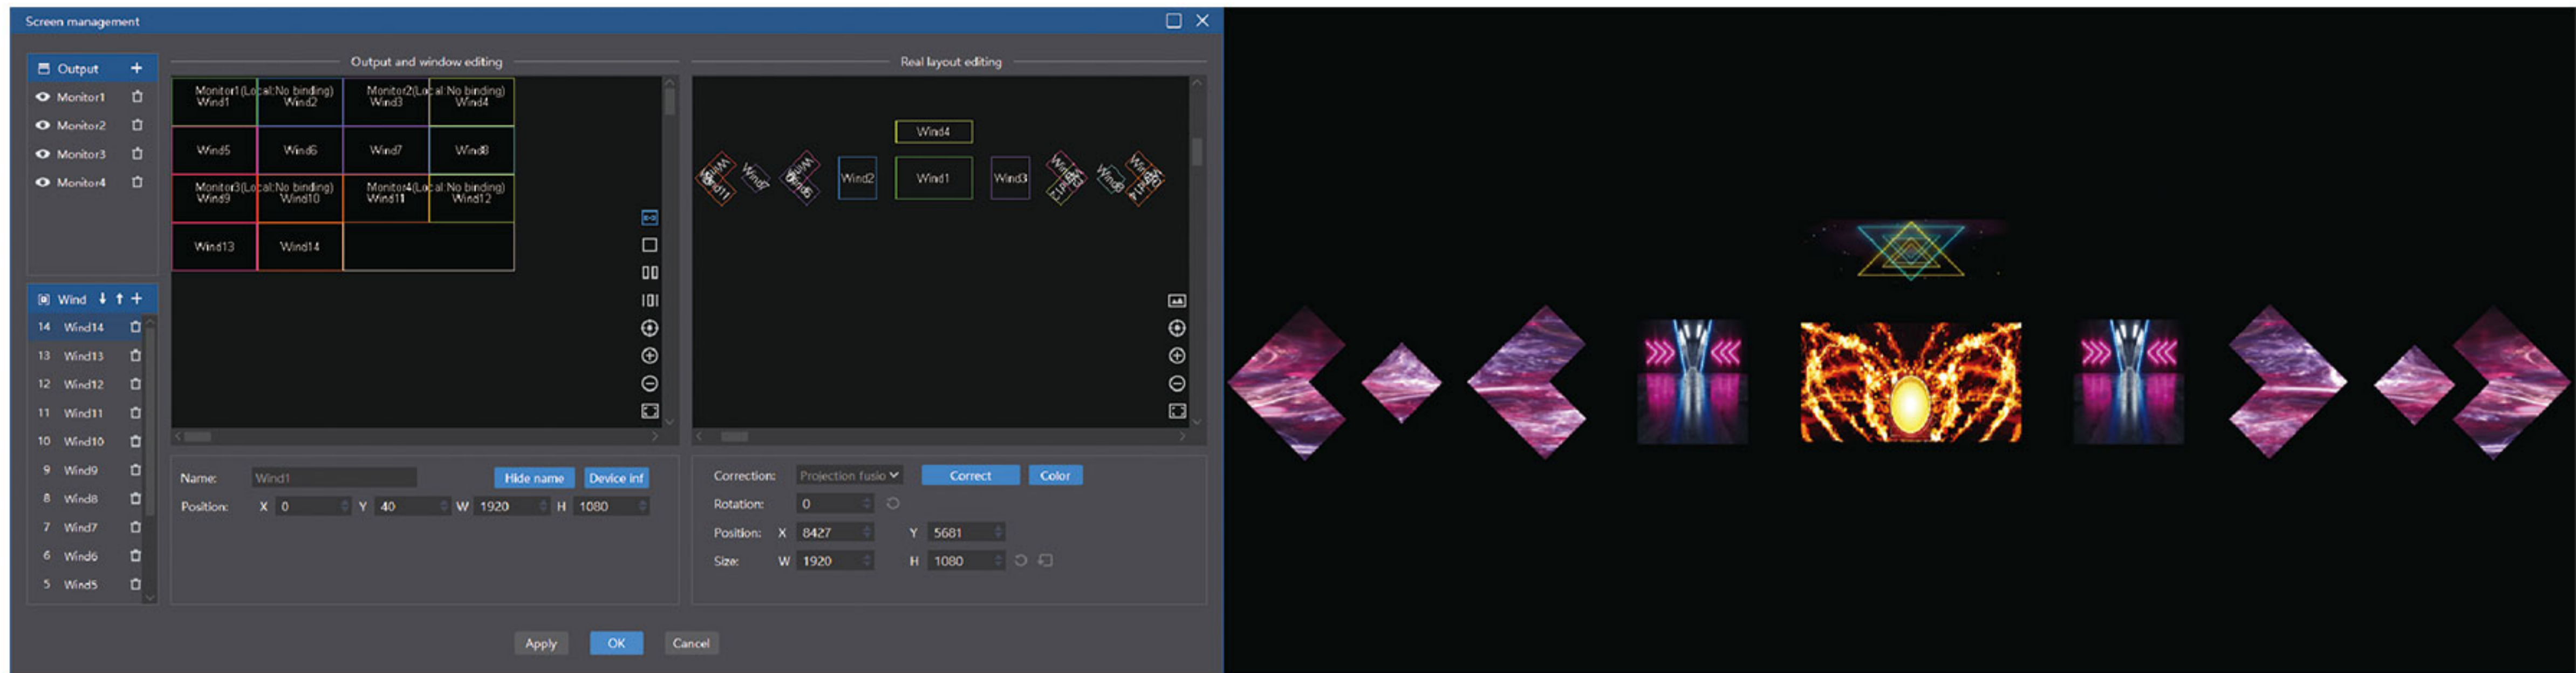 Screen management
Output
Monitor1
Monitor2
Monitor3
Monitor4
Wind
14 Wind14
13 Wind13
12 Wind12
11 Wind11
10 Wind10
9 Wind9
8 Wind8
7 Wind7
6 Wind6
5 Wind5
Output and window editing
Monitor1(Local:No binding) Monitor2(Local:No binding)
Wind1 Wind2 Wind3 Wind4
Wind5 Wind6 Wind7 Wind8
Monitor3(Local:No binding) Monitor4(Local:No binding)
Wind9 Wind10 Wind11 Wind12
Wind13 Wind14
Name: Wind1 Hide name Device inf
Position: X 0 Y 40 W 1920 H 1080
Real layout editing
Wind4
Wind11 Wind7 Wind2 Wind1 Wind3 Wind12 Wind8 Wind14
Correction: Projection fusio Correct Color
Rotation: 0
Position: X 8427 Y 5681
Size: W 1920 H 1080
Apply OK Cancel